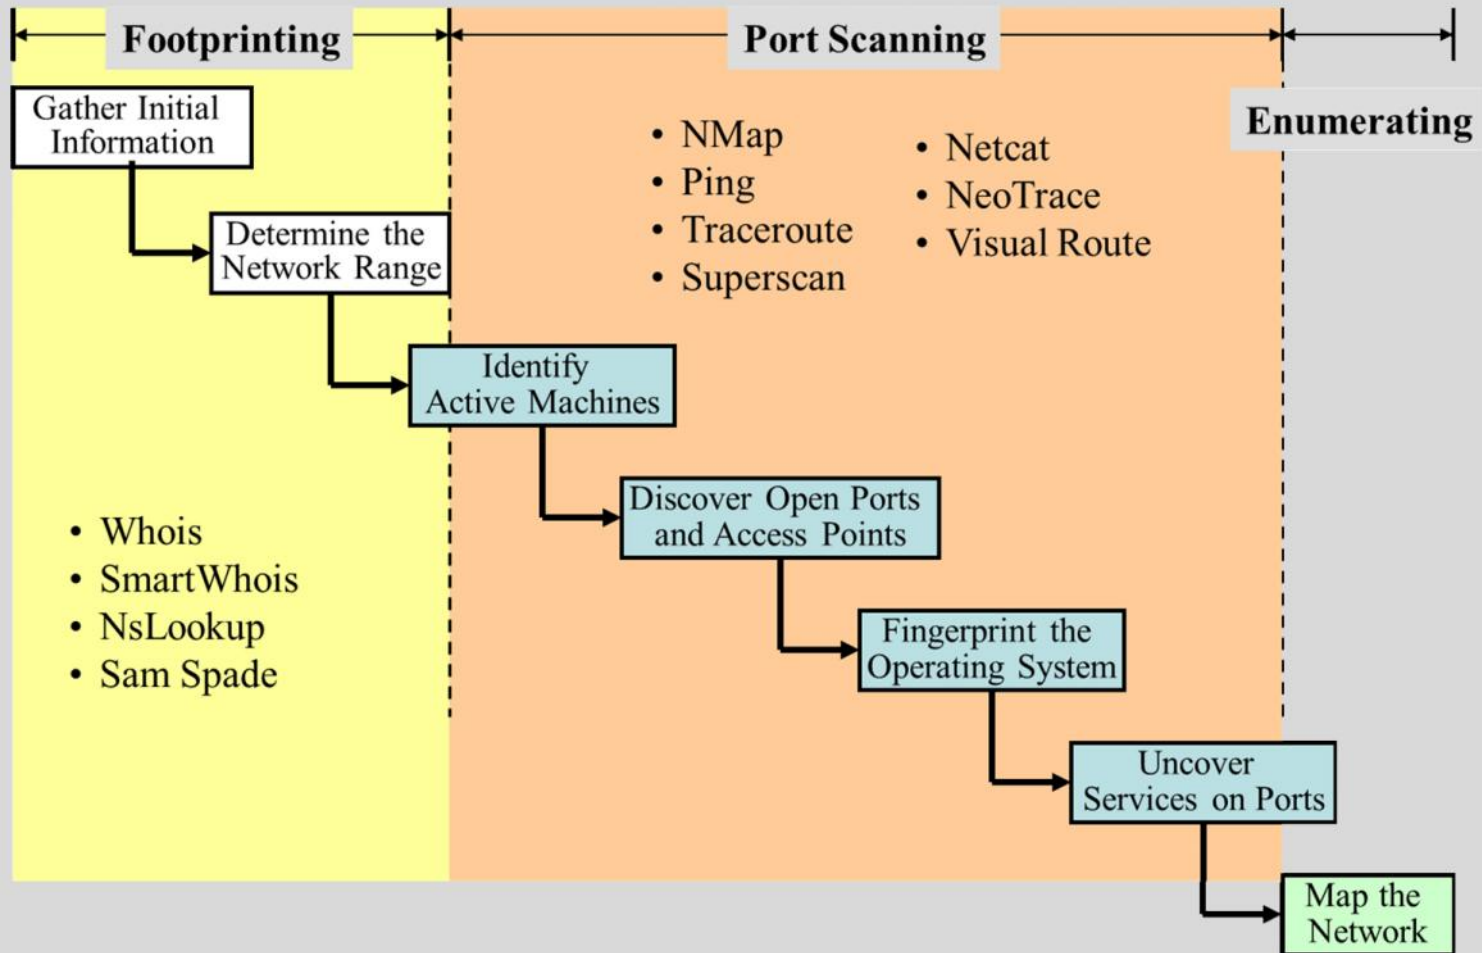 Footprinting
Port Scanning
Enumerating
Gather Initial
Information
Determine the
Network Range
• NMap
• Ping
• Traceroute
• Superscan
• Netcat
• NeoTrace
• Visual Route
Identify
Active Machines
Discover Open Ports
and Access Points
• Whois
• SmartWhois
• NsLookup
• Sam Spade
Fingerprint the
Operating System
Uncover
Services on Ports
Map the
Network